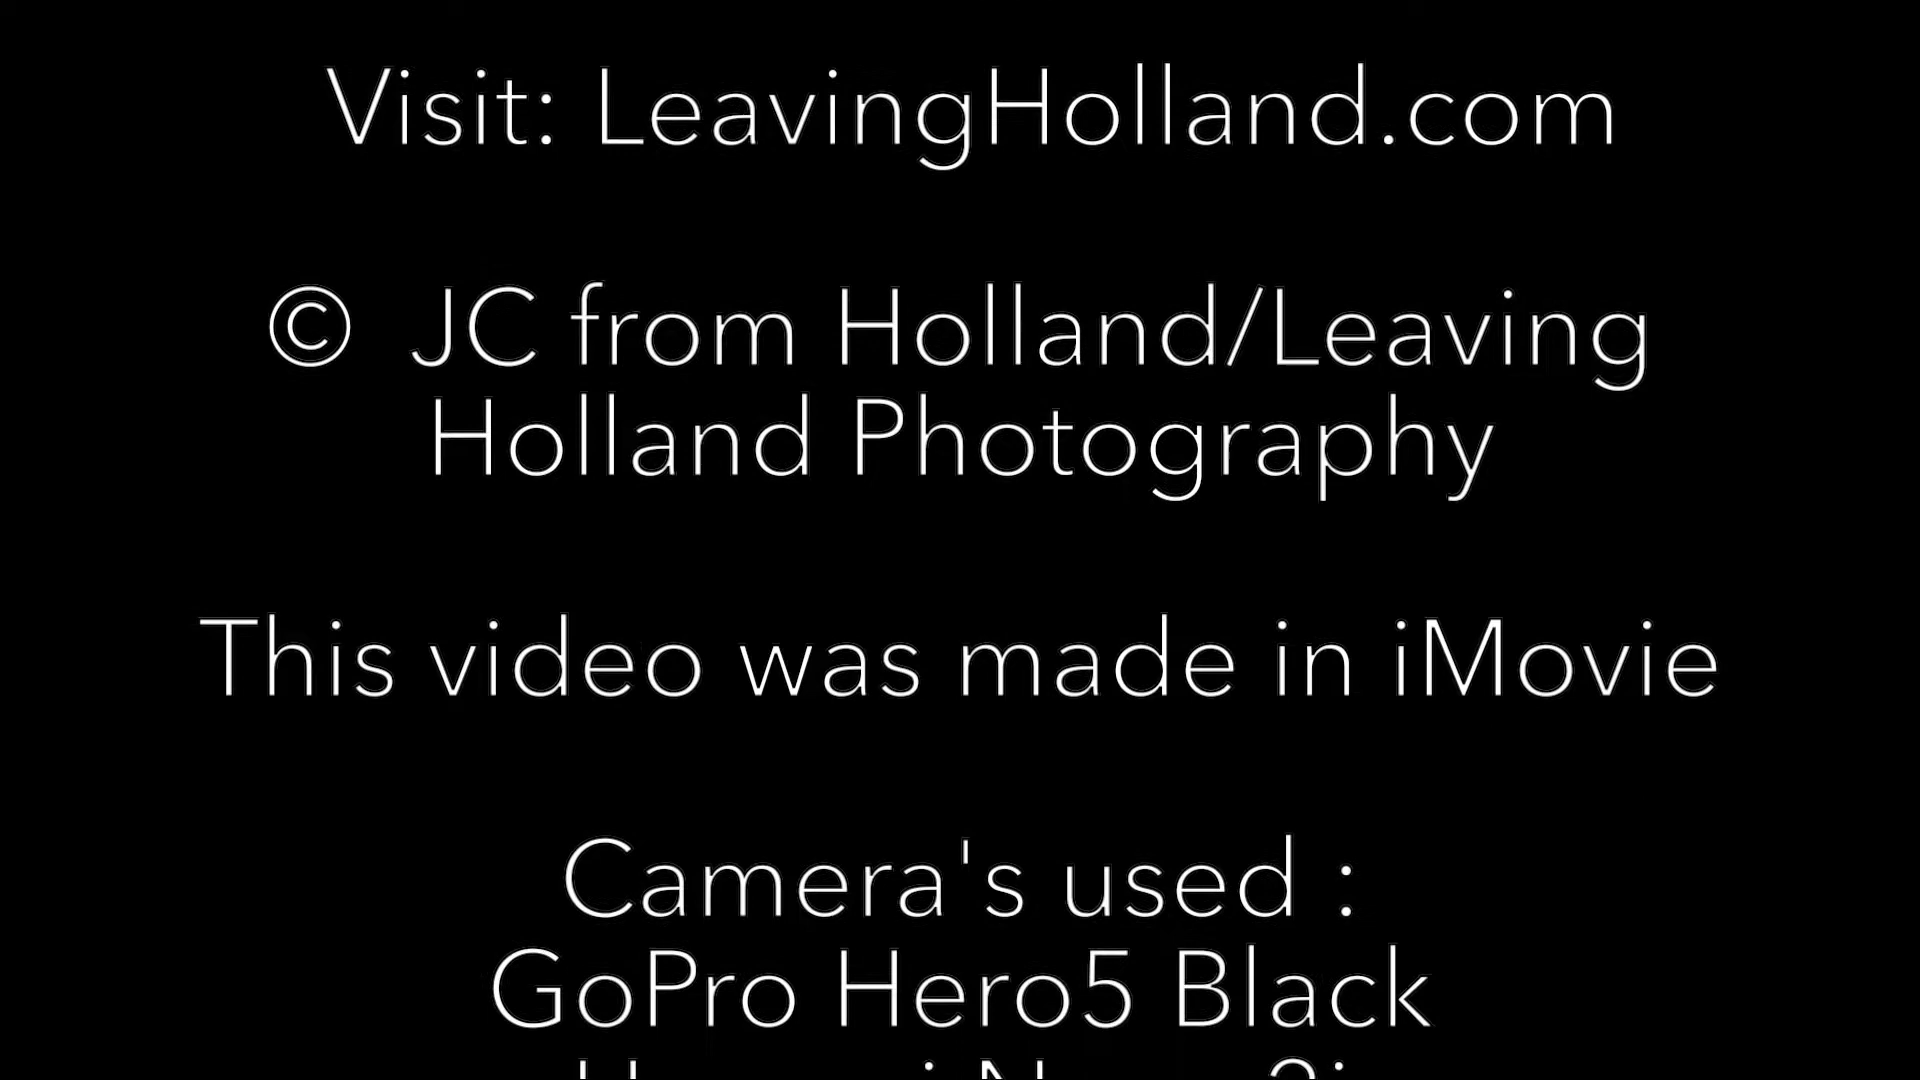 Visit: LeavingHolland.com
© JC from Holland/Leaving
Holland Photography
This video was made in iMovie
Camera's used :
GoPro Hero5 Black